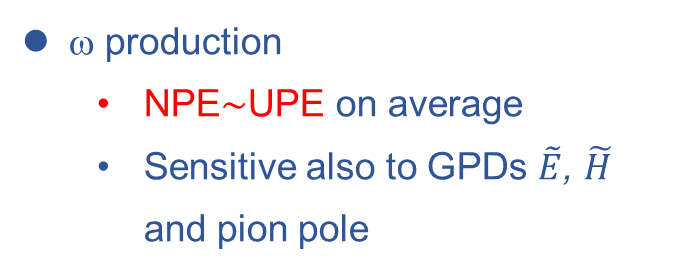 ● ω production
• NPE~UPE on average
• Sensitive also to GPDs Ẽ, H̃
and pion pole